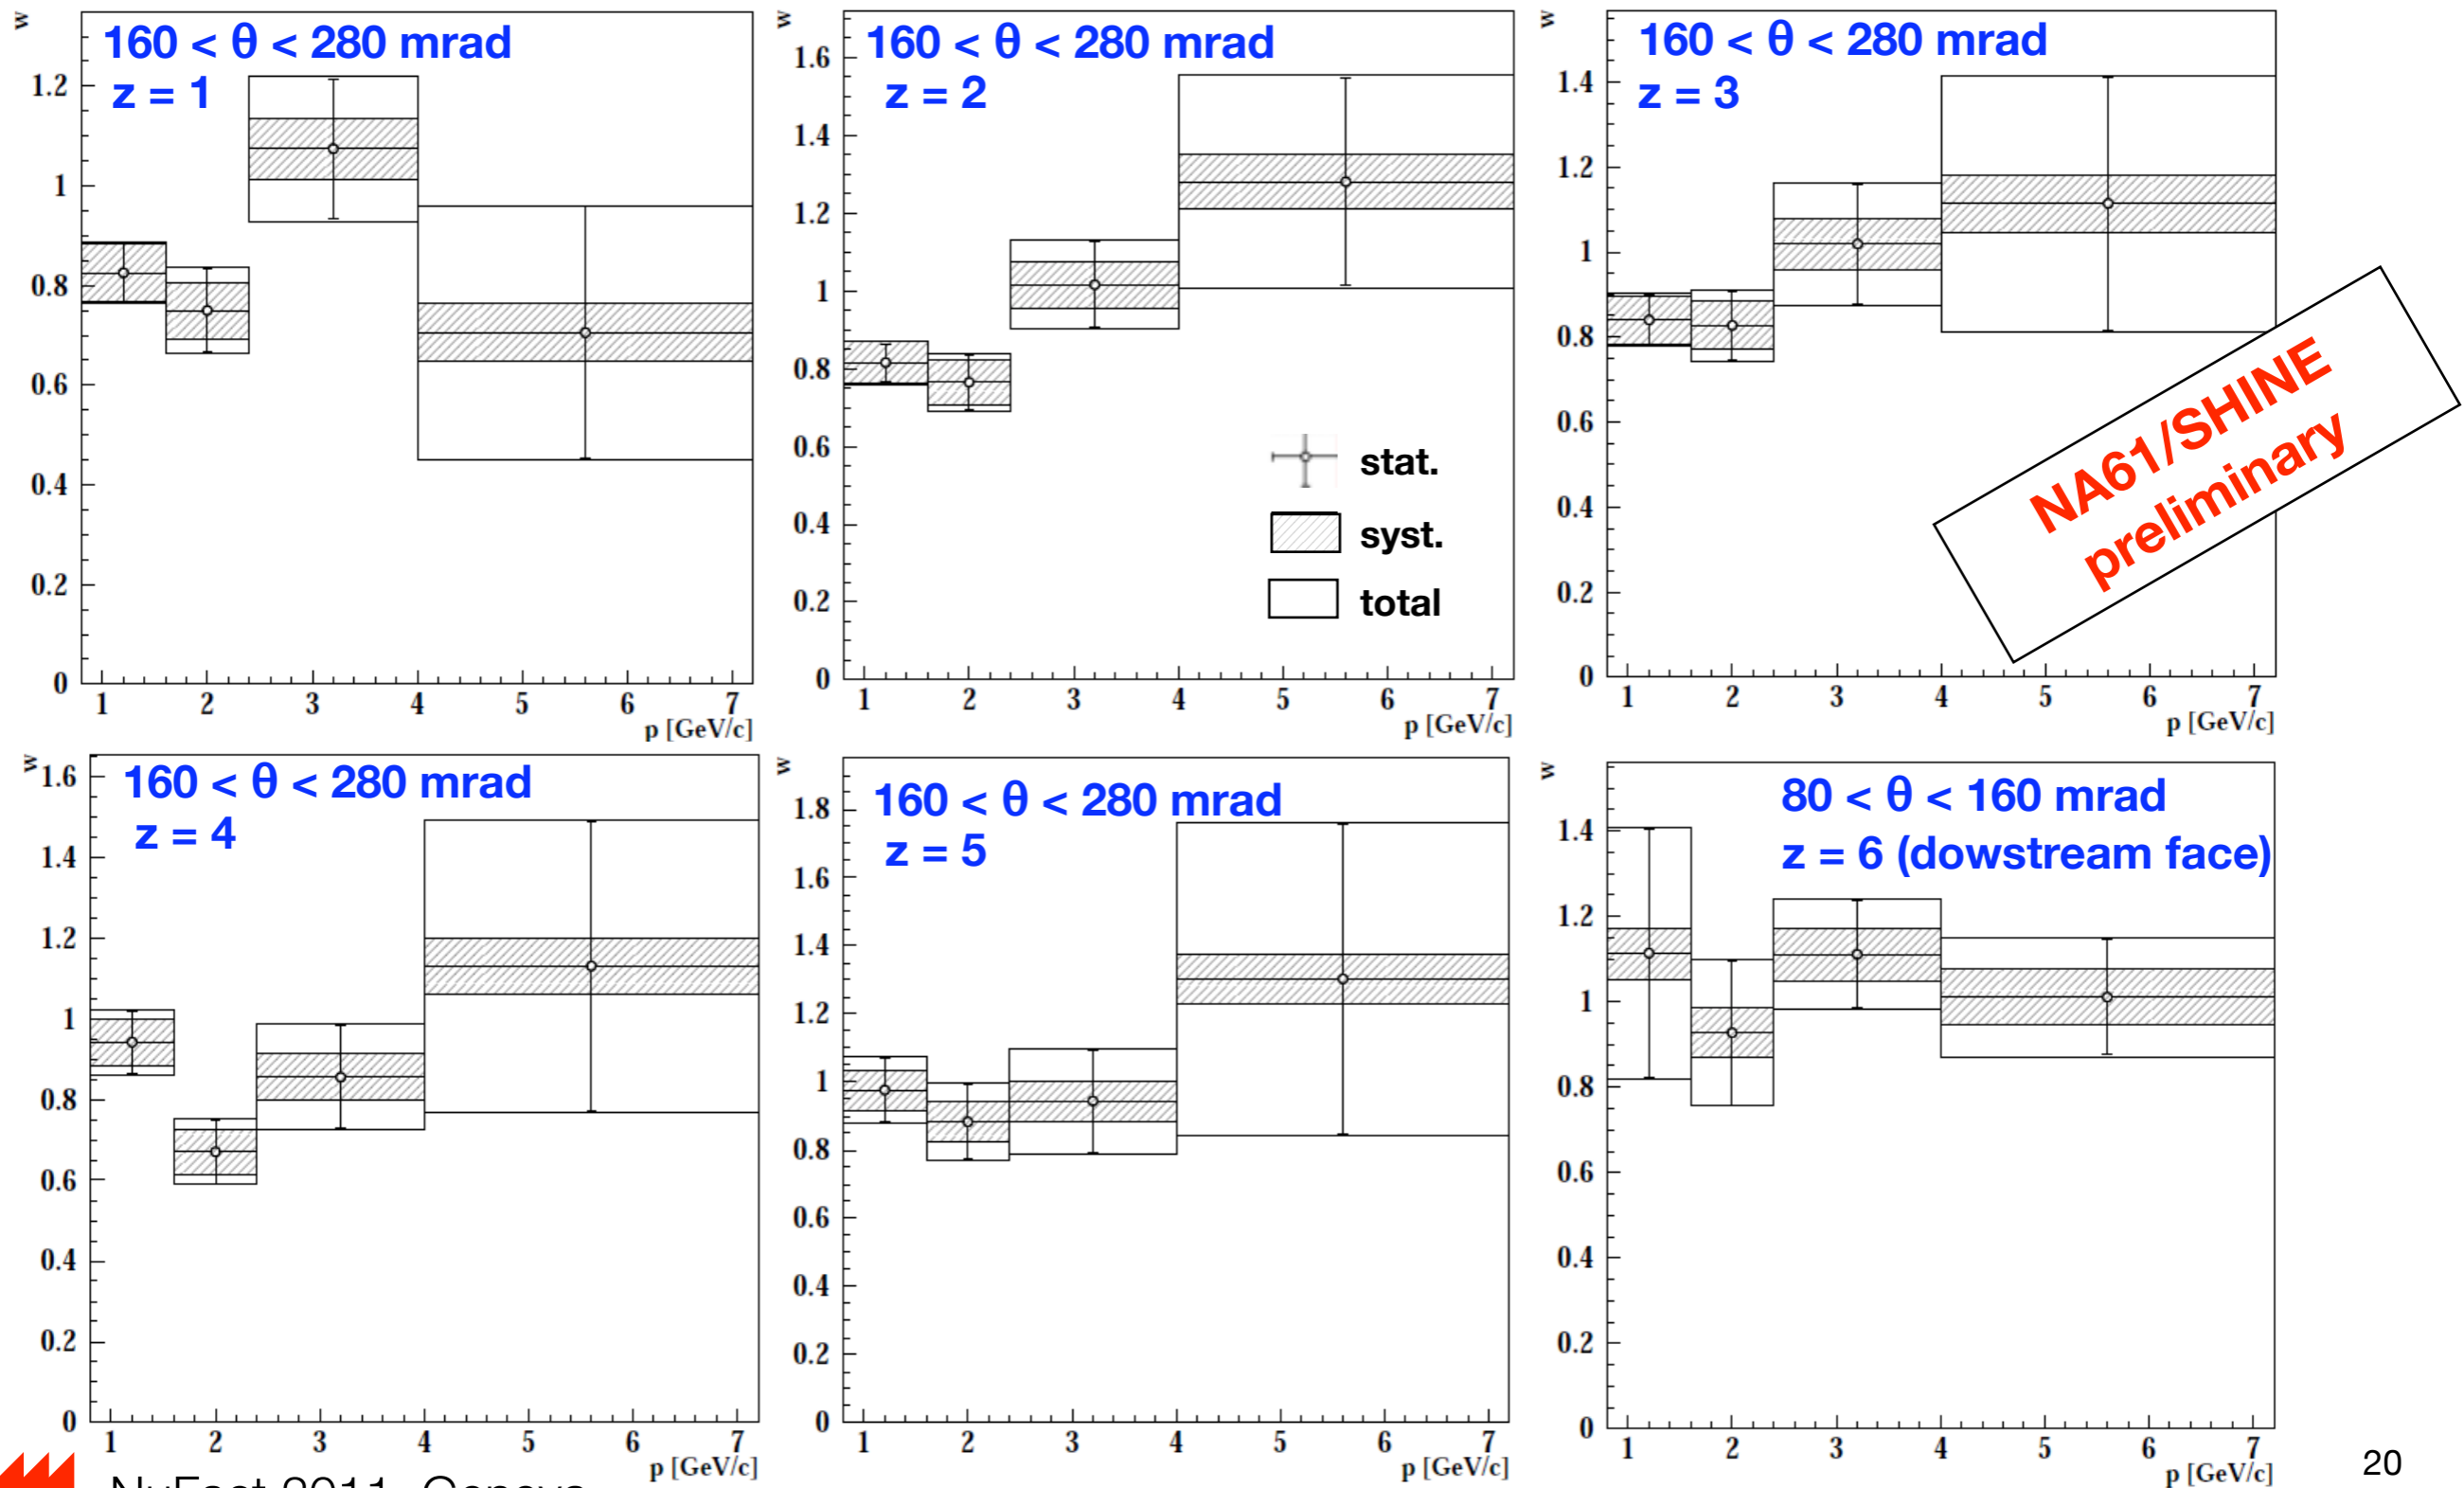 w
160 < θ < 280 mrad
z = 1
1.2
1
0.8
0.6
0.4
0.2
0
1 2 3 4 5 6 7
p [GeV/c]
w
160 < θ < 280 mrad
z = 2
1.6
1.4
1.2
1
0.8
0.6
0.4
0.2
0
stat.
syst.
total
1 2 3 4 5 6 7
p [GeV/c]
w
160 < θ < 280 mrad
z = 3
1.4
1.2
1
0.8
0.6
0.4
0.2
0
NA61/SHINE
preliminary
1 2 3 4 5 6 7
p [GeV/c]
w
160 < θ < 280 mrad
z = 4
1.6
1.4
1.2
1
0.8
0.6
0.4
0.2
0
1 2 3 4 5 6 7
p [GeV/c]
w
160 < θ < 280 mrad
z = 5
1.8
1.6
1.4
1.2
1
0.8
0.6
0.4
0.2
0
1 2 3 4 5 6 7
p [GeV/c]
w
80 < θ < 160 mrad
z = 6 (dowstream face)
1.4
1.2
1
0.8
0.6
0.4
0.2
0
1 2 3 4 5 6 7
p [GeV/c]
NuFact 2011, Geneva
20